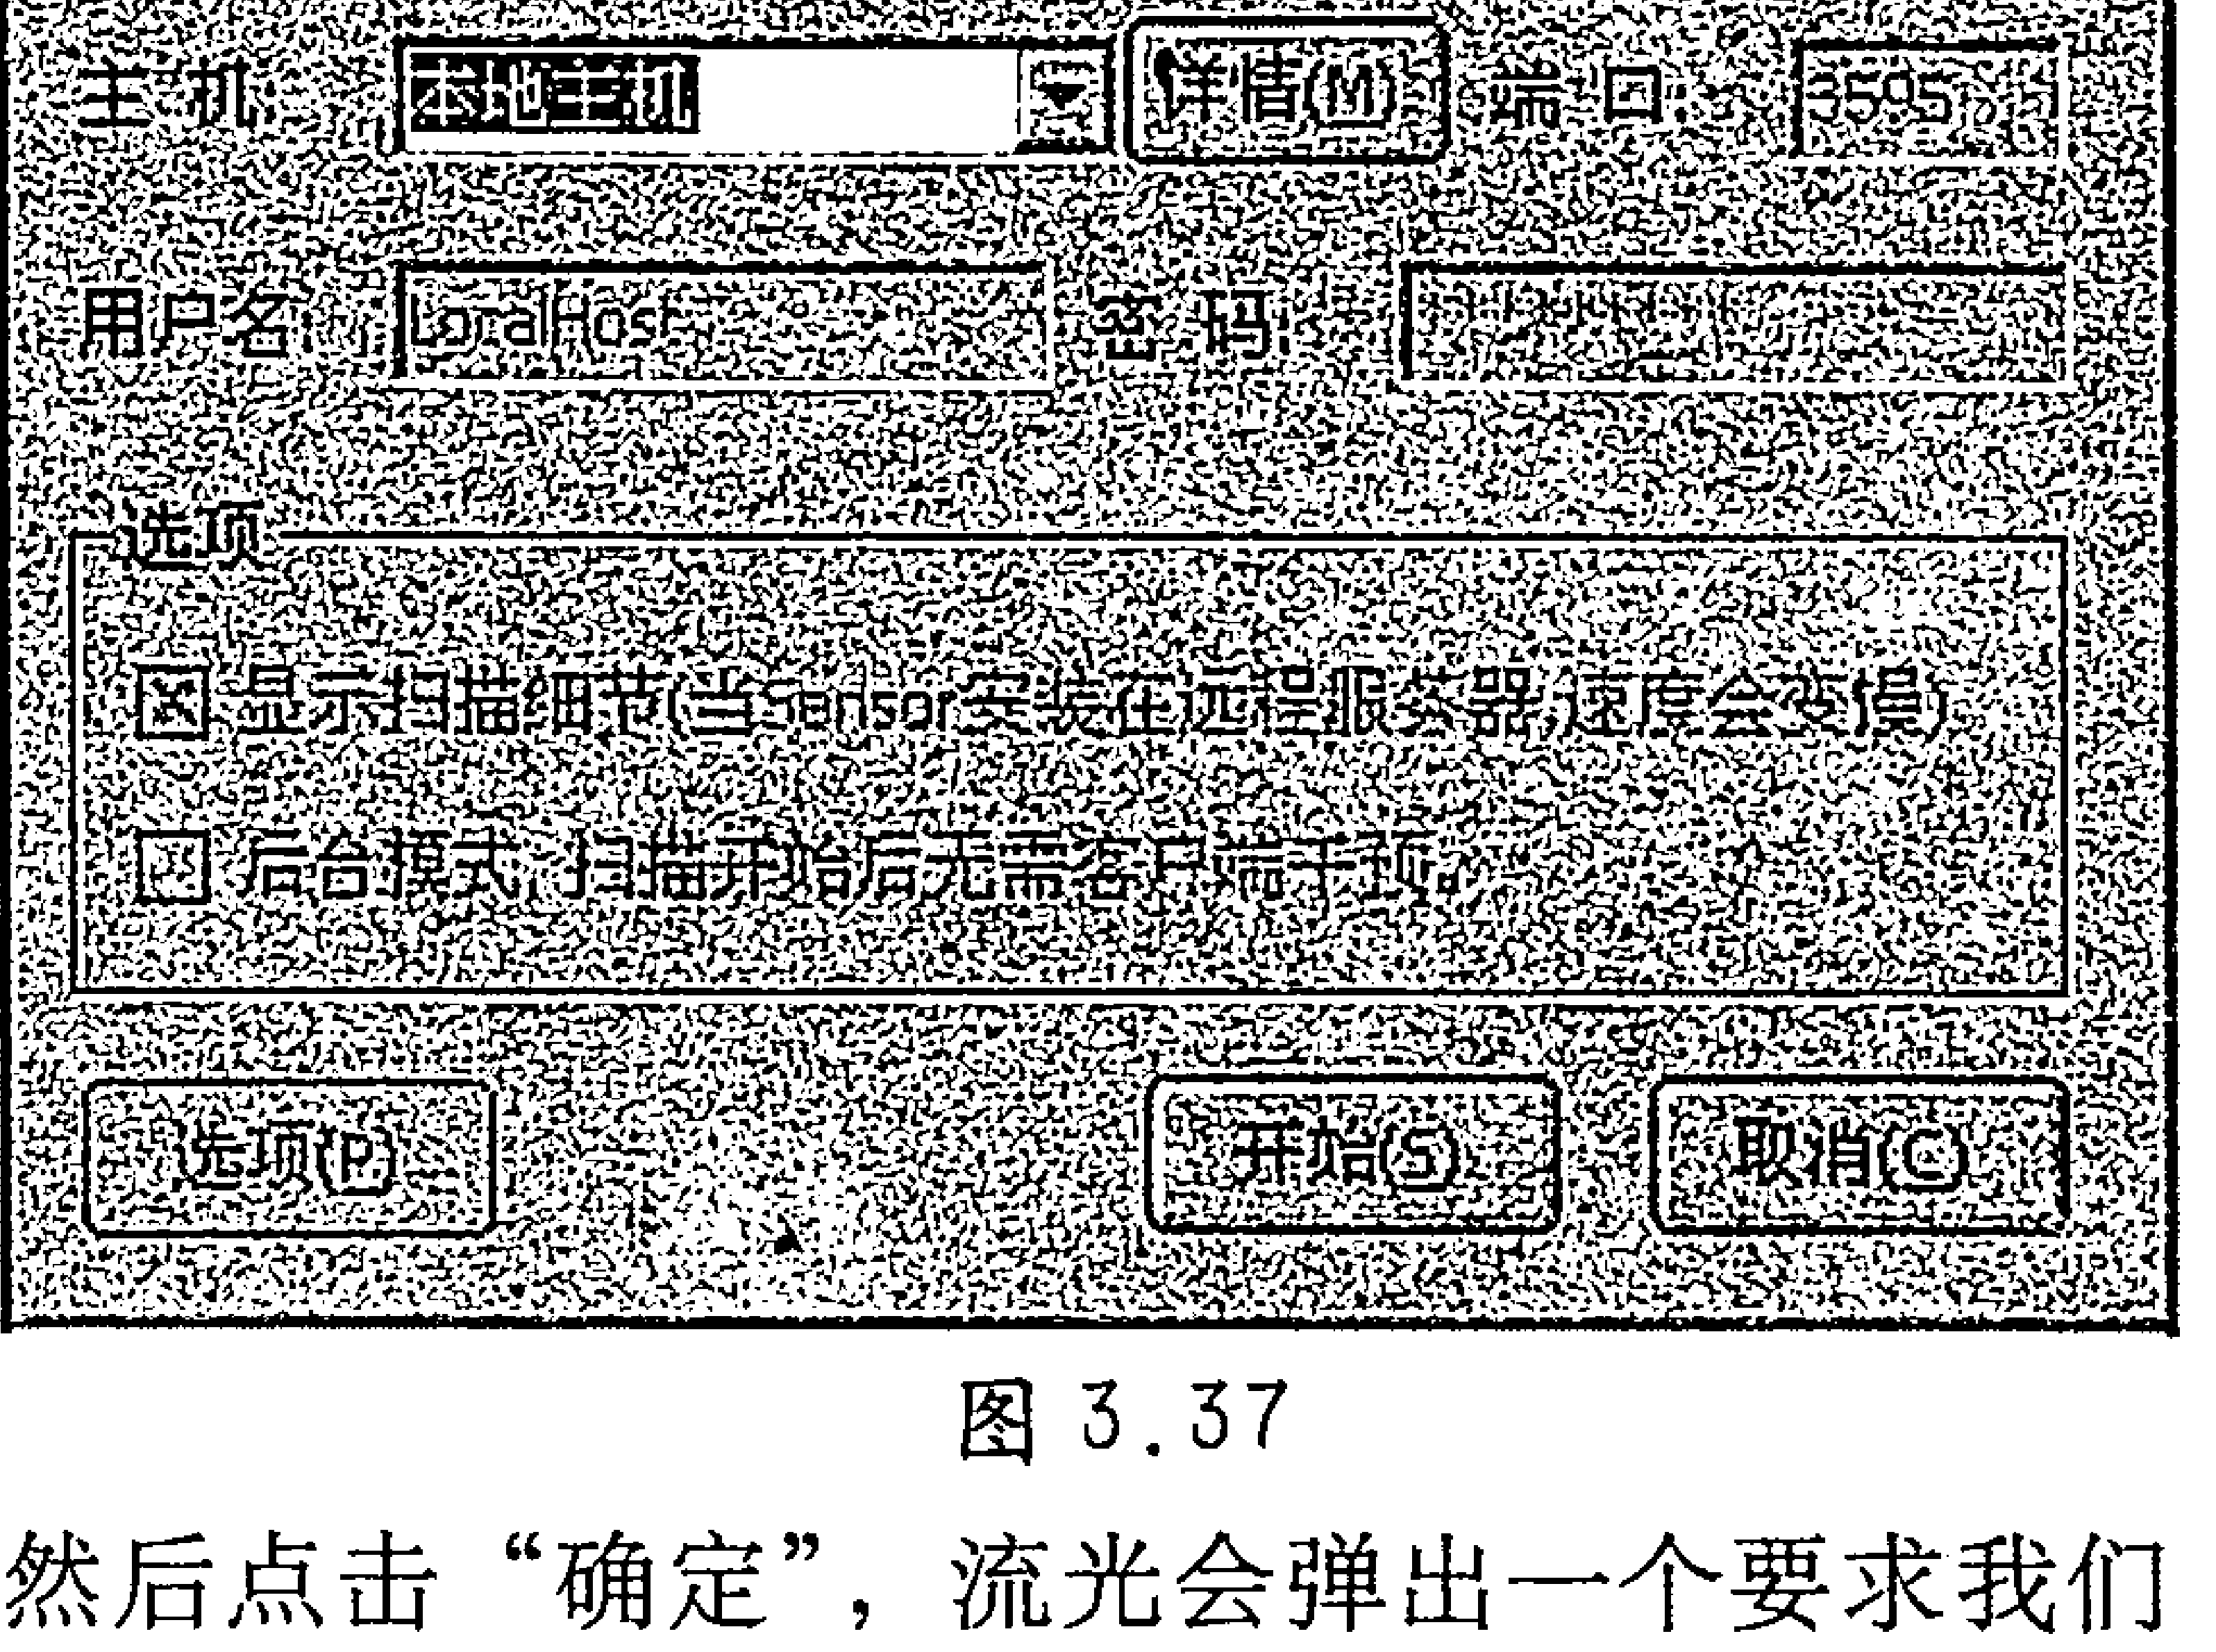 主 机 本地主机 详情(M) 端 口: 3595
用户名 LocalHost 密 码:
选项
显示扫描细节(当Sensor安装在远程服务器,速度会变慢)
后台模式, 扫描开始后无需客户端干预。
选项(P) 开始(S) 取消(C)
图 3.37
然后点击“确定”,流光会弹出一个要求我们